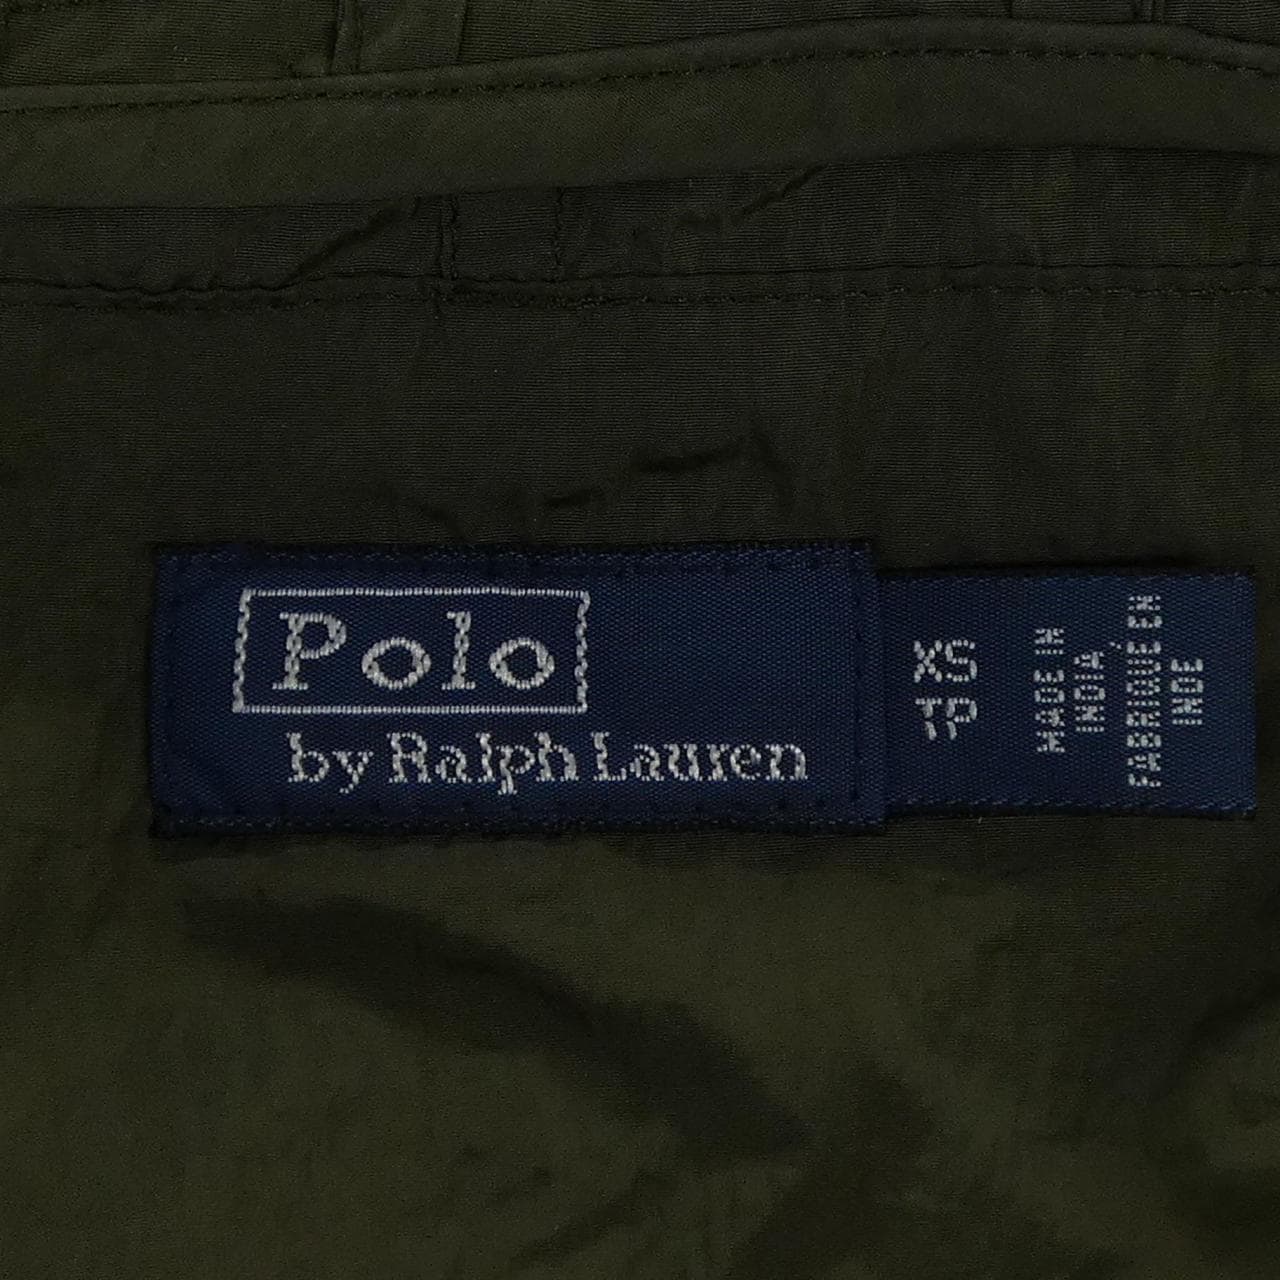 Polo
by Ralph Lauren
XS
TP
MADE IN
INDIA
FABRIQUÉ EN
INDE